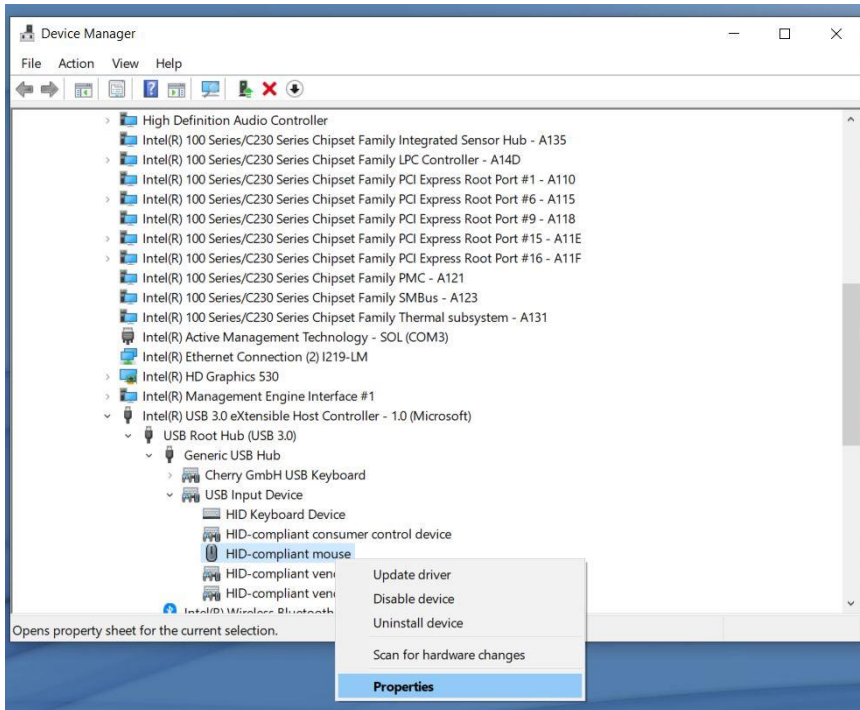 Device Manager
File Action View Help
High Definition Audio Controller
Intel(R) 100 Series/C230 Series Chipset Family Integrated Sensor Hub - A135
Intel(R) 100 Series/C230 Series Chipset Family LPC Controller - A14D
Intel(R) 100 Series/C230 Series Chipset Family PCI Express Root Port #1 - A110
Intel(R) 100 Series/C230 Series Chipset Family PCI Express Root Port #6 - A115
Intel(R) 100 Series/C230 Series Chipset Family PCI Express Root Port #9 - A118
Intel(R) 100 Series/C230 Series Chipset Family PCI Express Root Port #15 - A11E
Intel(R) 100 Series/C230 Series Chipset Family PCI Express Root Port #16 - A11F
Intel(R) 100 Series/C230 Series Chipset Family PMC - A121
Intel(R) 100 Series/C230 Series Chipset Family SMBus - A123
Intel(R) 100 Series/C230 Series Chipset Family Thermal subsystem - A131
Intel(R) Active Management Technology - SOL (COM3)
Intel(R) Ethernet Connection (2) I219-LM
Intel(R) HD Graphics 530
Intel(R) Management Engine Interface #1
Intel(R) USB 3.0 eXtensible Host Controller - 1.0 (Microsoft)
USB Root Hub (USB 3.0)
Generic USB Hub
Cherry GmbH USB Keyboard
USB Input Device
HID Keyboard Device
HID-compliant consumer control device
HID-compliant mouse
HID-compliant ven
HID-compliant ven
Intel(R) Wireless Bluetooth
Opens property sheet for the current selection.
Update driver
Disable device
Uninstall device
Scan for hardware changes
Properties